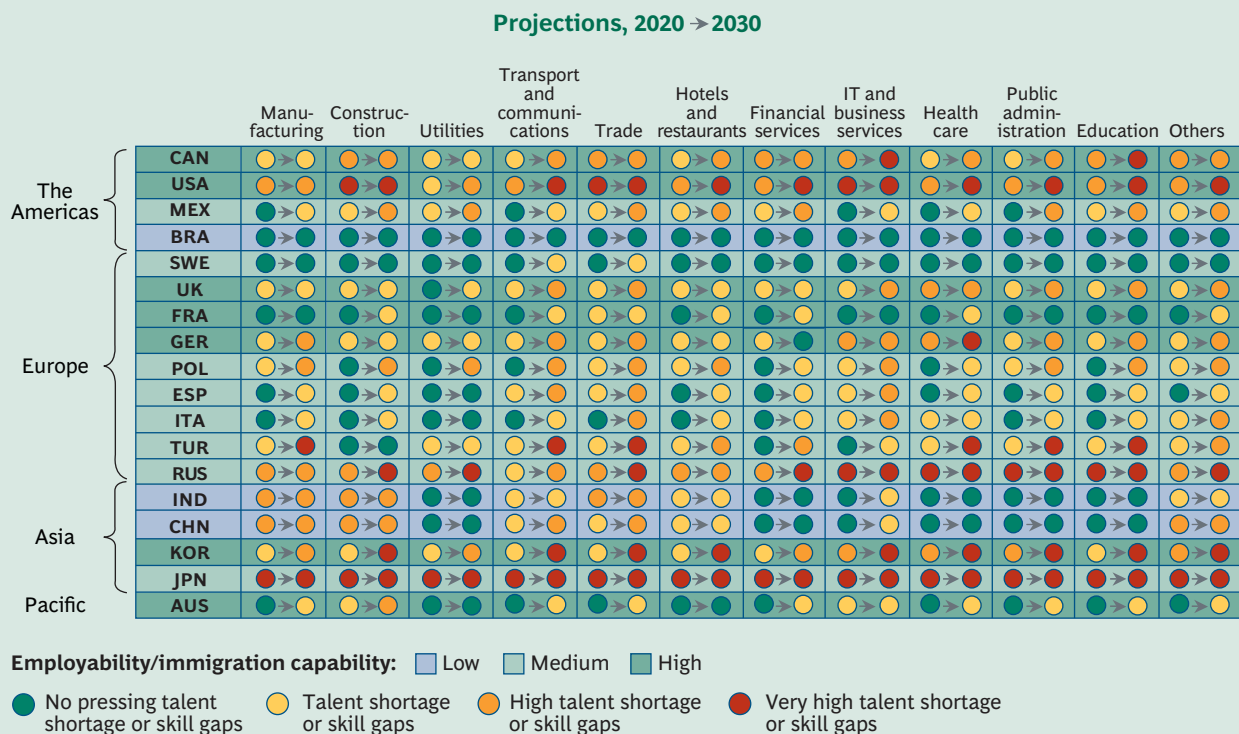 Projections, 2020 → 2030
Manu-
facturing
Construc-
tion
Utilities
Transport
and
communi-
cations
Trade
Hotels
and
restaurants
Financial
services
IT and
business
services
Health
care
Public
admin-
istration
Education
Others
The
Americas
CAN
USA
MEX
BRA
Europe
SWE
UK
FRA
GER
POL
ESP
ITA
TUR
RUS
Asia
IND
CHN
KOR
JPN
Pacific
AUS
Employability/immigration capability: Low Medium High
No pressing talent
shortage or skill gaps
Talent shortage
or skill gaps
High talent shortage
or skill gaps
Very high talent shortage
or skill gaps